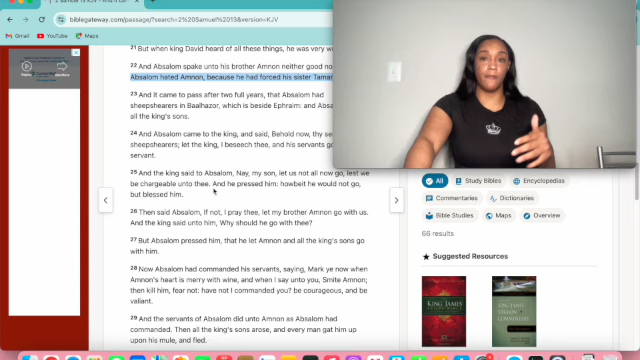 2 Samuel 13 KJV - And it cam
biblegateway.com/passage/?search=2%20Samuel%2013&version=KJV
Gmail
YouTube
Maps
21 But when king David heard of all these things, he was very w
22 And Absalom spake unto his brother Amnon neither good no
Absalom hated Amnon, because he had forced his sister Tamar
23 And it came to pass after two full years, that Absalom had
sheepshearers in Baalhazor, which is beside Ephraim: and Absa
all the king's sons.
24 And Absalom came to the king, and said, Behold now, thy se
sheepshearers; let the king, I beseech thee, and his servants go
servant.
25 And the king said to Absalom, Nay, my son, let us not all now go, lest we
be chargeable unto thee. And he pressed him: howbeit he would not go,
but blessed him.
26 Then said Absalom, If not, I pray thee, let my brother Amnon go with us.
And the king said unto him, Why should he go with thee?
27 But Absalom pressed him, that he let Amnon and all the king's sons go
with him.
28 Now Absalom had commanded his servants, saying, Mark ye now when
Amnon's heart is merry with wine, and when I say unto you, Smite Amnon;
then kill him, fear not: have not I commanded you? be courageous, and be
valiant.
29 And the servants of Absalom did unto Amnon as Absalom had
commanded. Then all the king's sons arose, and every man gat him up
upon his mule, and fled.
All
Study Bibles
Encyclopedias
Commentaries
Dictionaries
Bible Studies
Maps
Overview
66 results
Suggested Resources
KING JAMES